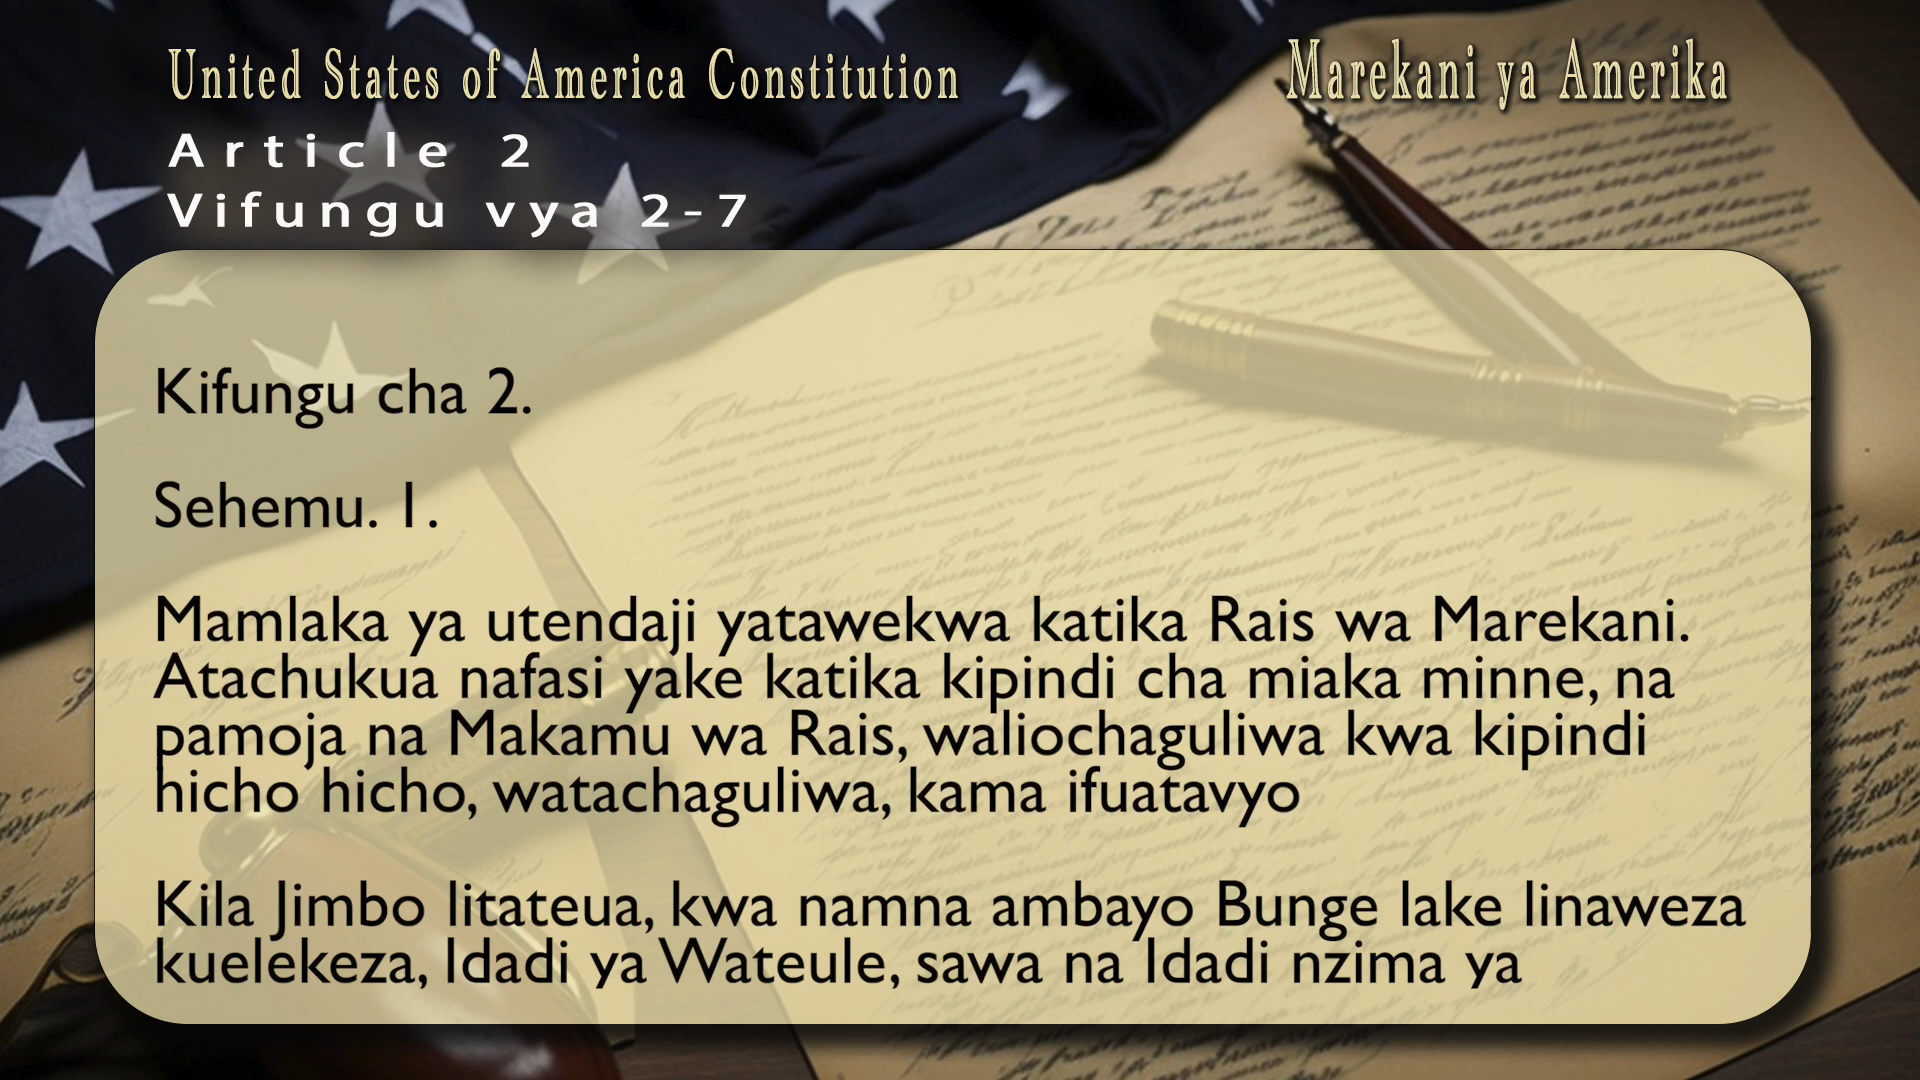 United States of America Constitution
Marekani ya Amerika
Article 2
Vifungu vya 2-7
Kifungu cha 2.
Sehemu. 1.
Mamlaka ya utendaji yatawekwa katika Rais wa Marekani.
Atachukua nafasi yake katika kipindi cha miaka minne, na
pamoja na Makamu wa Rais, waliochaguliwa kwa kipindi
hicho hicho, watachaguliwa, kama ifuatavyo
Kila Jimbo litateua, kwa namna ambayo Bunge lake linaweza
kuelekeza, Idadi ya Wateule, sawa na Idadi nzima ya